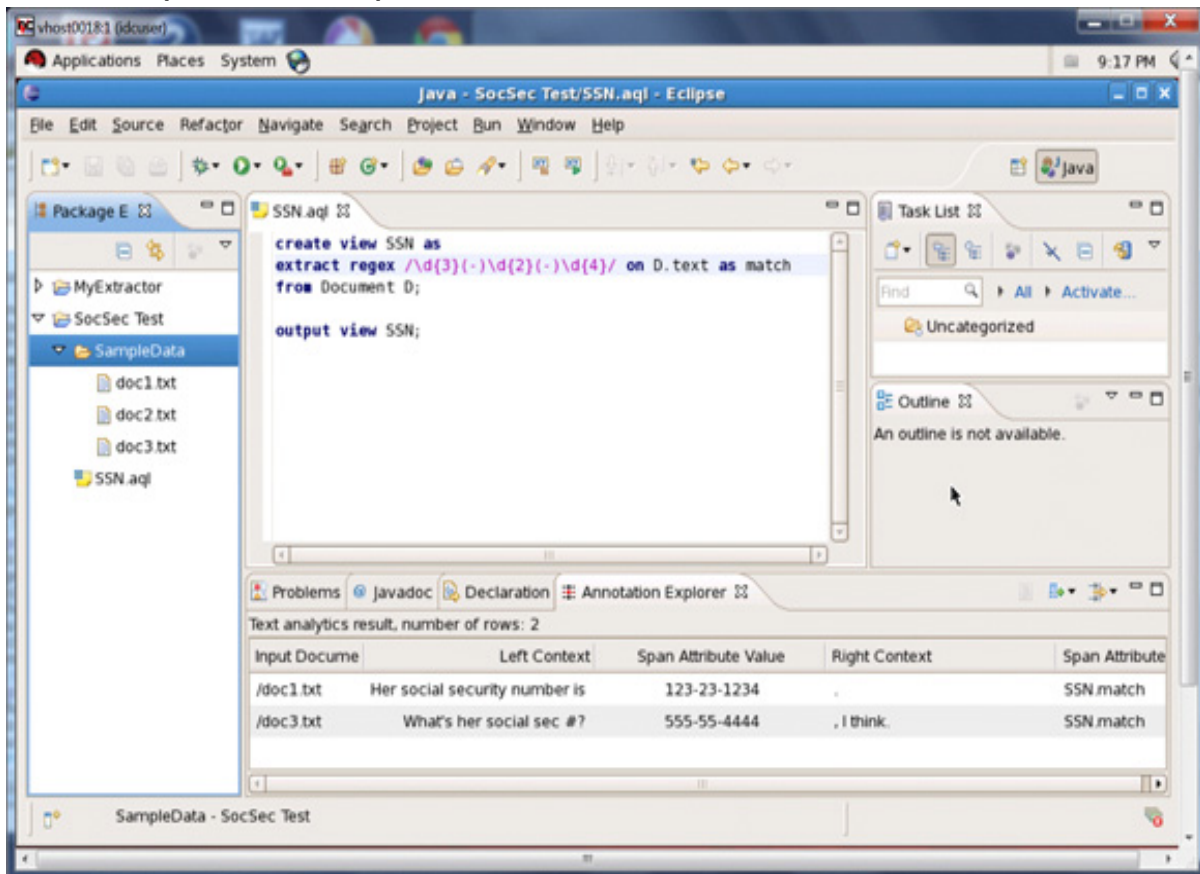 vhost0018:1 (idcuser)
Applications Places System 9:17 PM
Java - SocSec Test/SSN.aql - Eclipse
File Edit Source Refactor Navigate Search Project Run Window Help
Java
Package E
SSN.aql
Task List
create view SSN as
extract regex /\d{3}(-)\d{2}(-)\d{4}/ on D.text as match
from Document D;
output view SSN;
MyExtractor
SocSec Test
SampleData
doc1.txt
doc2.txt
doc3.txt
SSN.aql
Find All Activate...
Uncategorized
Outline
An outline is not available.
Problems Javadoc Declaration Annotation Explorer
Text analytics result, number of rows: 2
Input Docume Left Context Span Attribute Value Right Context Span Attribute
/doc1.txt Her social security number is 123-23-1234 . SSN.match
/doc3.txt What's her social sec #? 555-55-4444 , I think. SSN.match
SampleData - SocSec Test